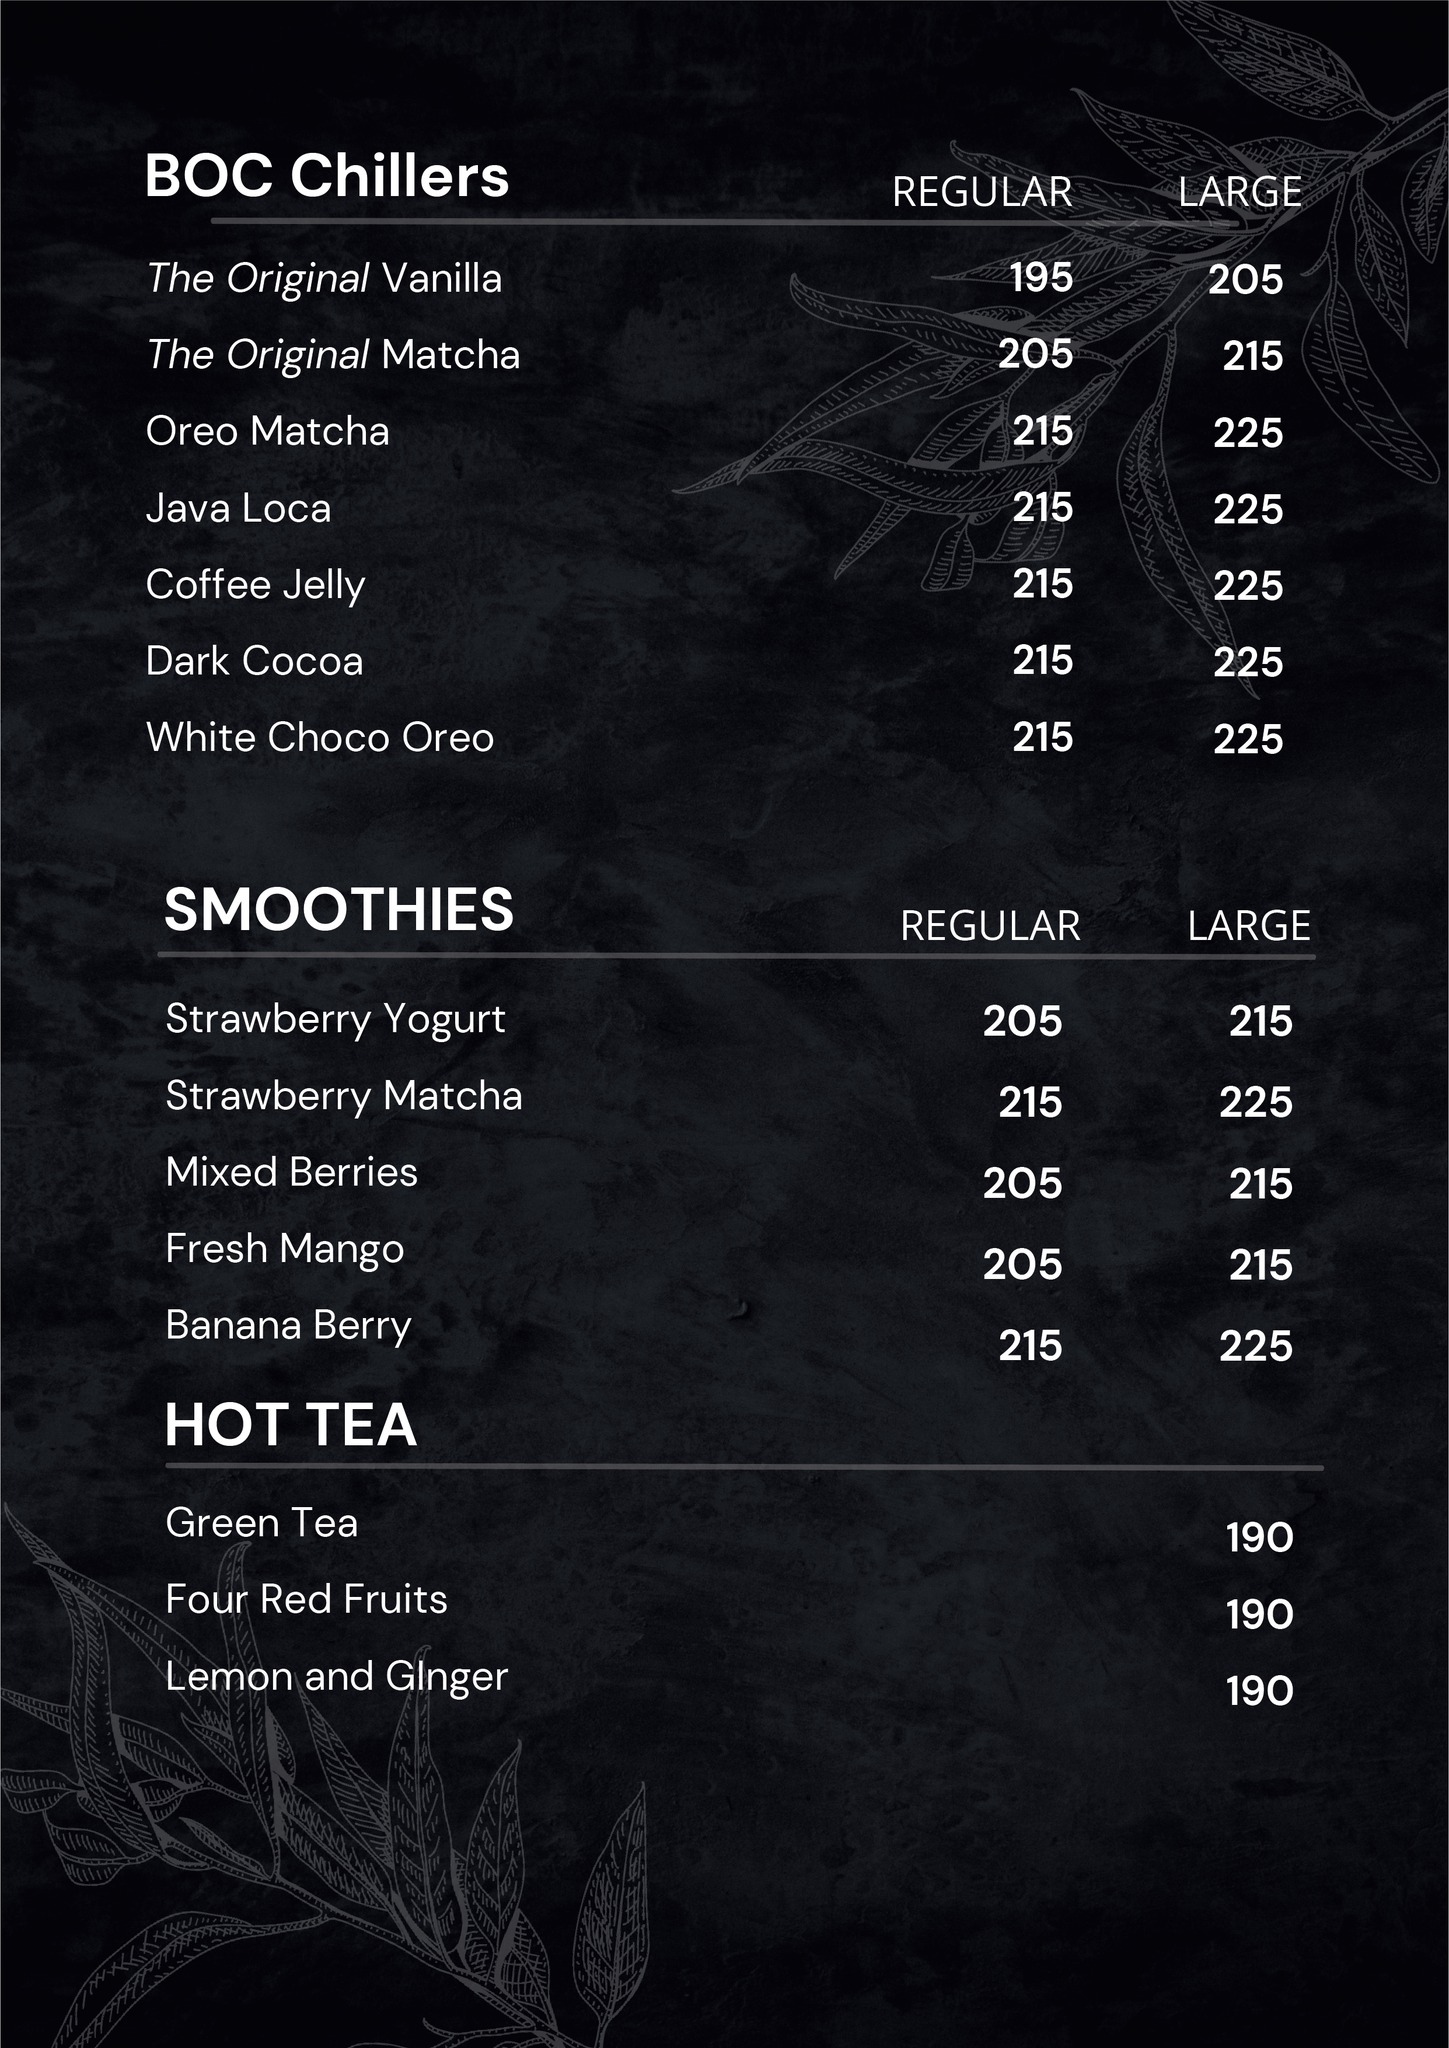 BOC Chillers REGULAR LARGE
The Original Vanilla 195 205
The Original Matcha 205 215
Oreo Matcha 215 225
Java Loca 215 225
Coffee Jelly 215 225
Dark Cocoa 215 225
White Choco Oreo 215 225
SMOOTHIES REGULAR LARGE
Strawberry Yogurt 205 215
Strawberry Matcha 215 225
Mixed Berries 205 215
Fresh Mango 205 215
Banana Berry 215 225
HOT TEA
Green Tea 190
Four Red Fruits 190
Lemon and GInger 190